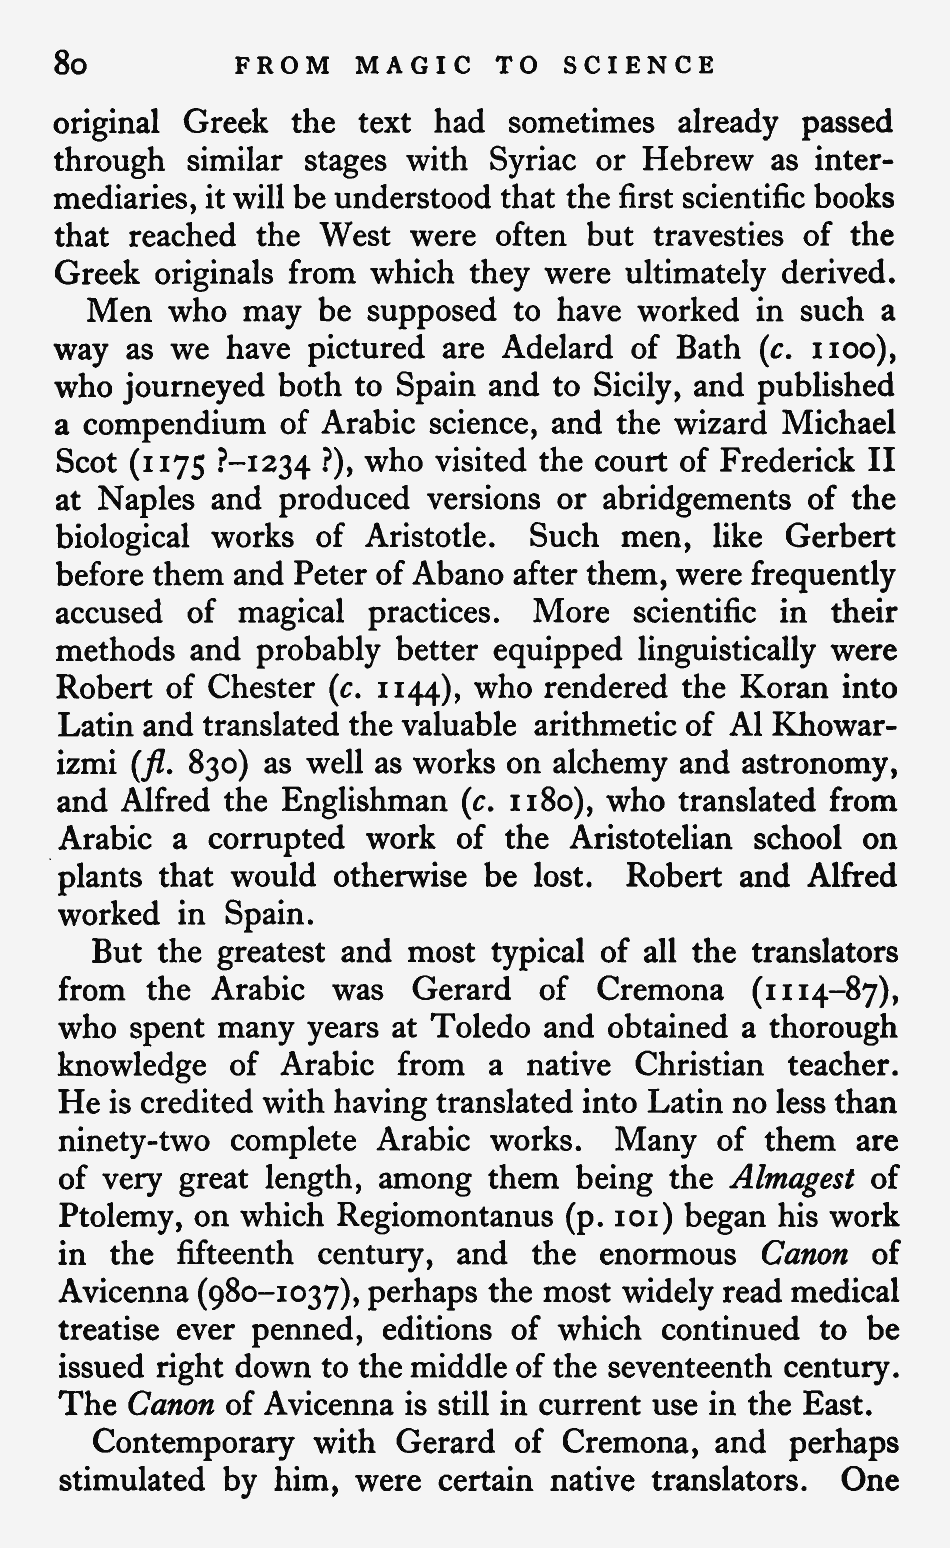 80 FROM MAGIC TO SCIENCE
original Greek the text had sometimes already passed
through similar stages with Syriac or Hebrew as inter-
mediaries, it will be understood that the first scientific books
that reached the West were often but travesties of the
Greek originals from which they were ultimately derived.
Men who may be supposed to have worked in such a
way as we have pictured are Adelard of Bath (c. 1100),
who journeyed both to Spain and to Sicily, and published
a compendium of Arabic science, and the wizard Michael
Scot (1175 ?–1234 ?), who visited the court of Frederick II
at Naples and produced versions or abridgements of the
biological works of Aristotle. Such men, like Gerbert
before them and Peter of Abano after them, were frequently
accused of magical practices. More scientific in their
methods and probably better equipped linguistically were
Robert of Chester (c. 1144), who rendered the Koran into
Latin and translated the valuable arithmetic of Al Khowar-
izmi (fl. 830) as well as works on alchemy and astronomy,
and Alfred the Englishman (c. 1180), who translated from
Arabic a corrupted work of the Aristotelian school on
plants that would otherwise be lost. Robert and Alfred
worked in Spain.
But the greatest and most typical of all the translators
from the Arabic was Gerard of Cremona (1114–87),
who spent many years at Toledo and obtained a thorough
knowledge of Arabic from a native Christian teacher.
He is credited with having translated into Latin no less than
ninety-two complete Arabic works. Many of them are
of very great length, among them being the Almagest of
Ptolemy, on which Regiomontanus (p. 101) began his work
in the fifteenth century, and the enormous Canon of
Avicenna (980–1037), perhaps the most widely read medical
treatise ever penned, editions of which continued to be
issued right down to the middle of the seventeenth century.
The Canon of Avicenna is still in current use in the East.
Contemporary with Gerard of Cremona, and perhaps
stimulated by him, were certain native translators. One